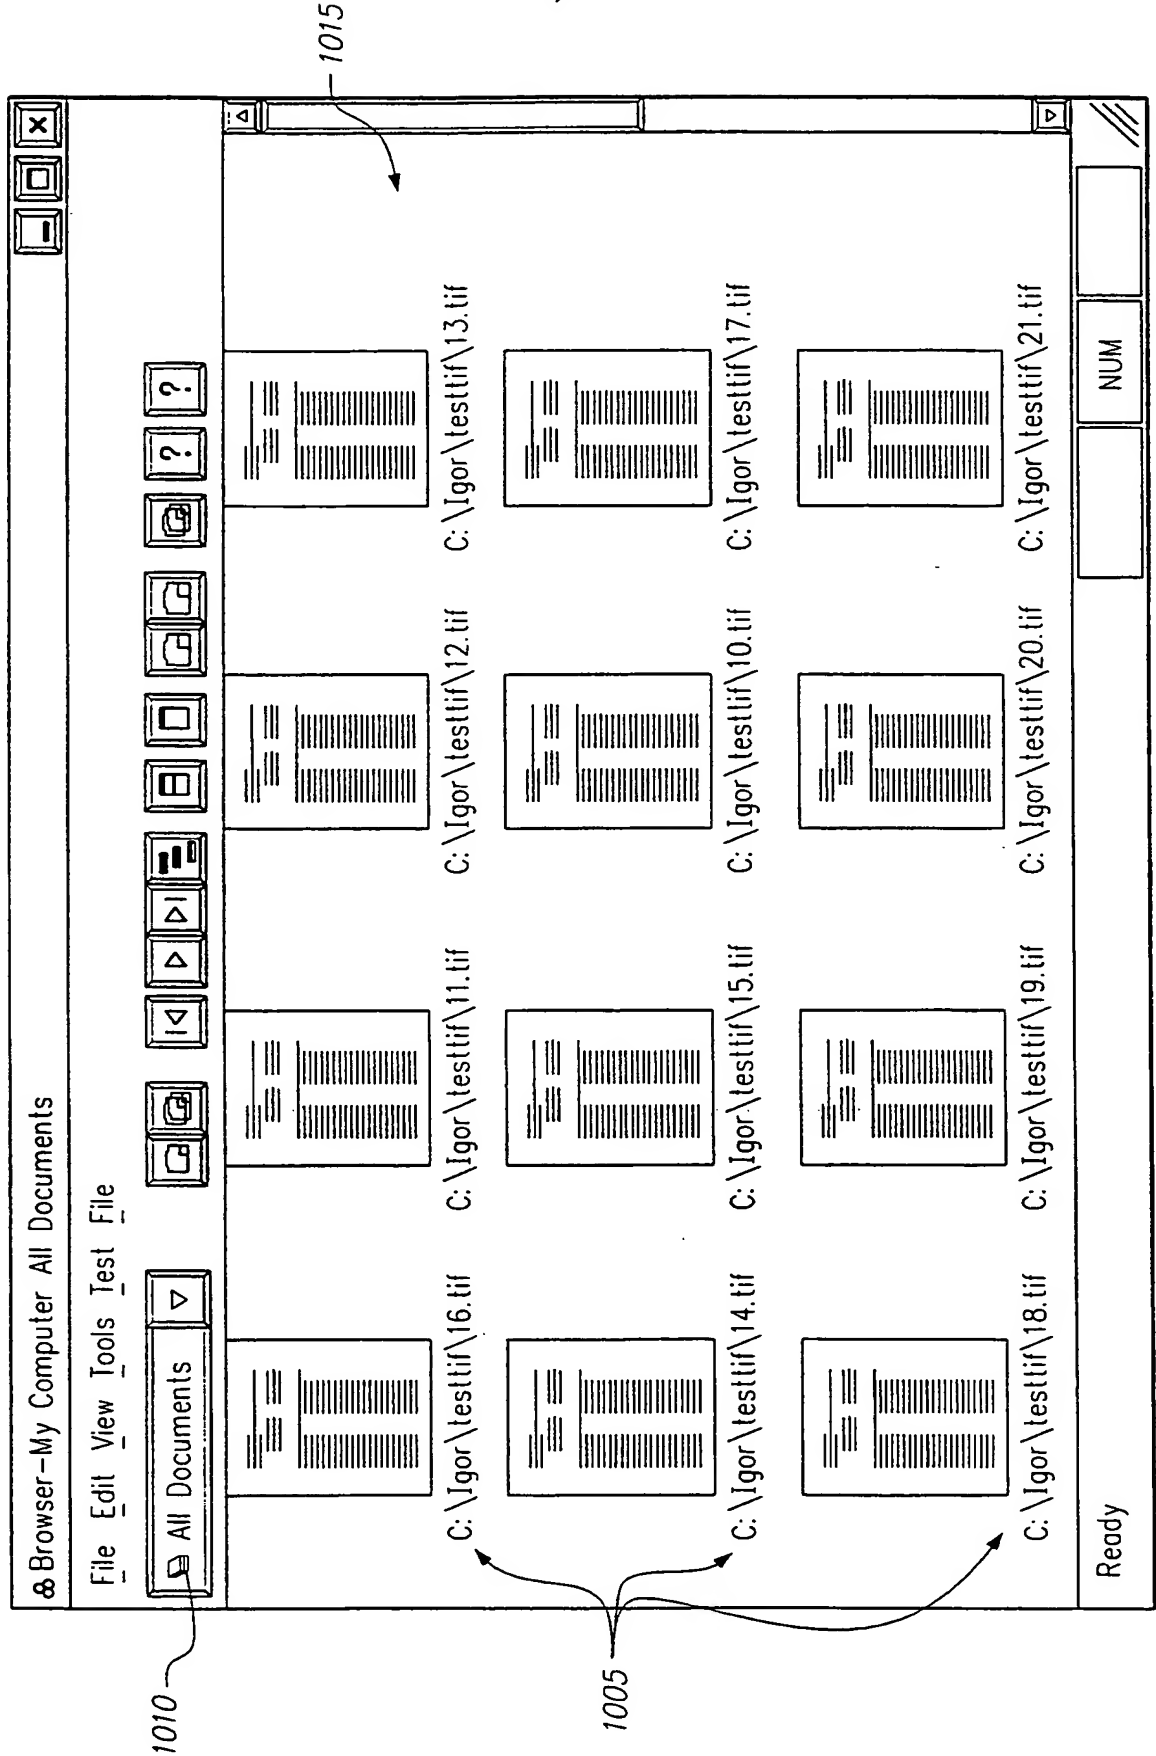 Browser—My Computer All Documents
File Edit View Tools Test File
All Documents
? ?
C: \Igor\testtif\16.tif
C: \Igor\testtif\11.tif
C: \Igor\testtif\12.tif
C: \Igor\testtif\13.tif
C: \Igor\testtif\14.tif
C: \Igor\testtif\15.tif
C: \Igor\testtif\10.tif
C: \Igor\testtif\17.tif
C: \Igor\testtif\18.tif
C: \Igor\testtif\19.tif
C: \Igor\testtif\20.tif
C: \Igor\testtif\21.tif
Ready
NUM
1010
1005
1015